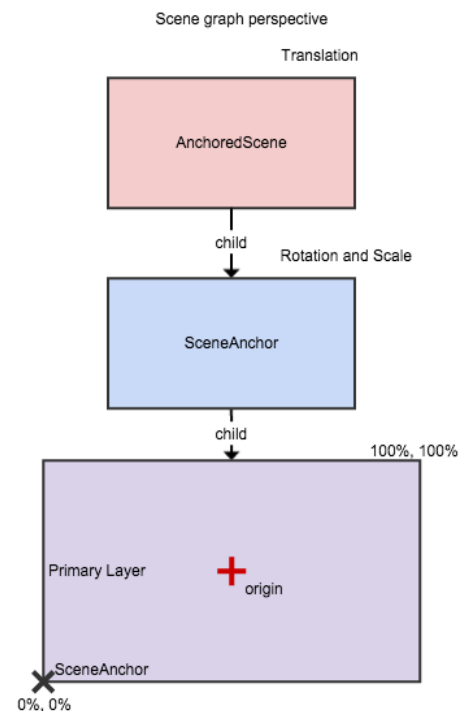 Scene graph perspective
Translation
AnchoredScene
child
Rotation and Scale
SceneAnchor
child
100%, 100%
Primary Layer
origin
SceneAnchor
0%, 0%